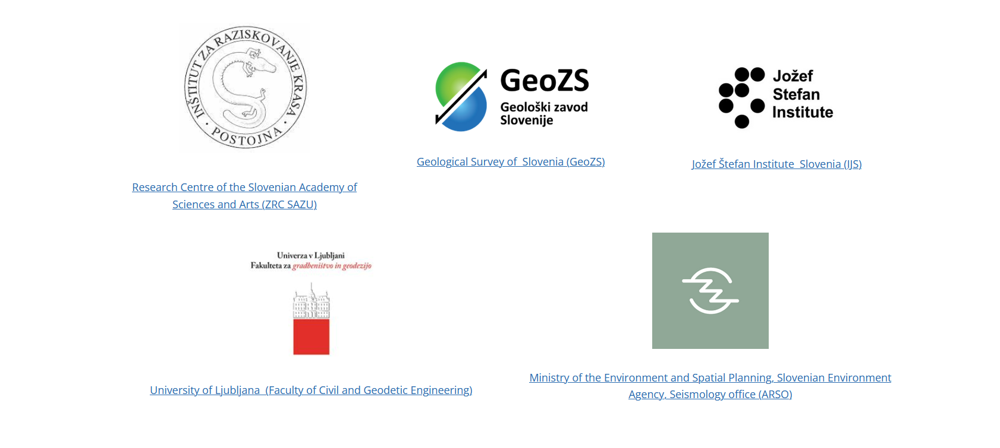 INŠTITUT ZA RAZISKOVANJE KRASA
· POSTOJNA ·
GeoZS
Geološki zavod
Slovenije
Jožef
Stefan
Institute
Geological Survey of  Slovenia (GeoZS)
Jožef Štefan Institute  Slovenia (IJS)
Research Centre of the Slovenian Academy of
Sciences and Arts (ZRC SAZU)
Univerza v Ljubljani
Fakulteta za gradbeništvo in geodezijo
University of Ljubljana  (Faculty of Civil and Geodetic Engineering)
Ministry of the Environment and Spatial Planning, Slovenian Environment
Agency, Seismology office (ARSO)